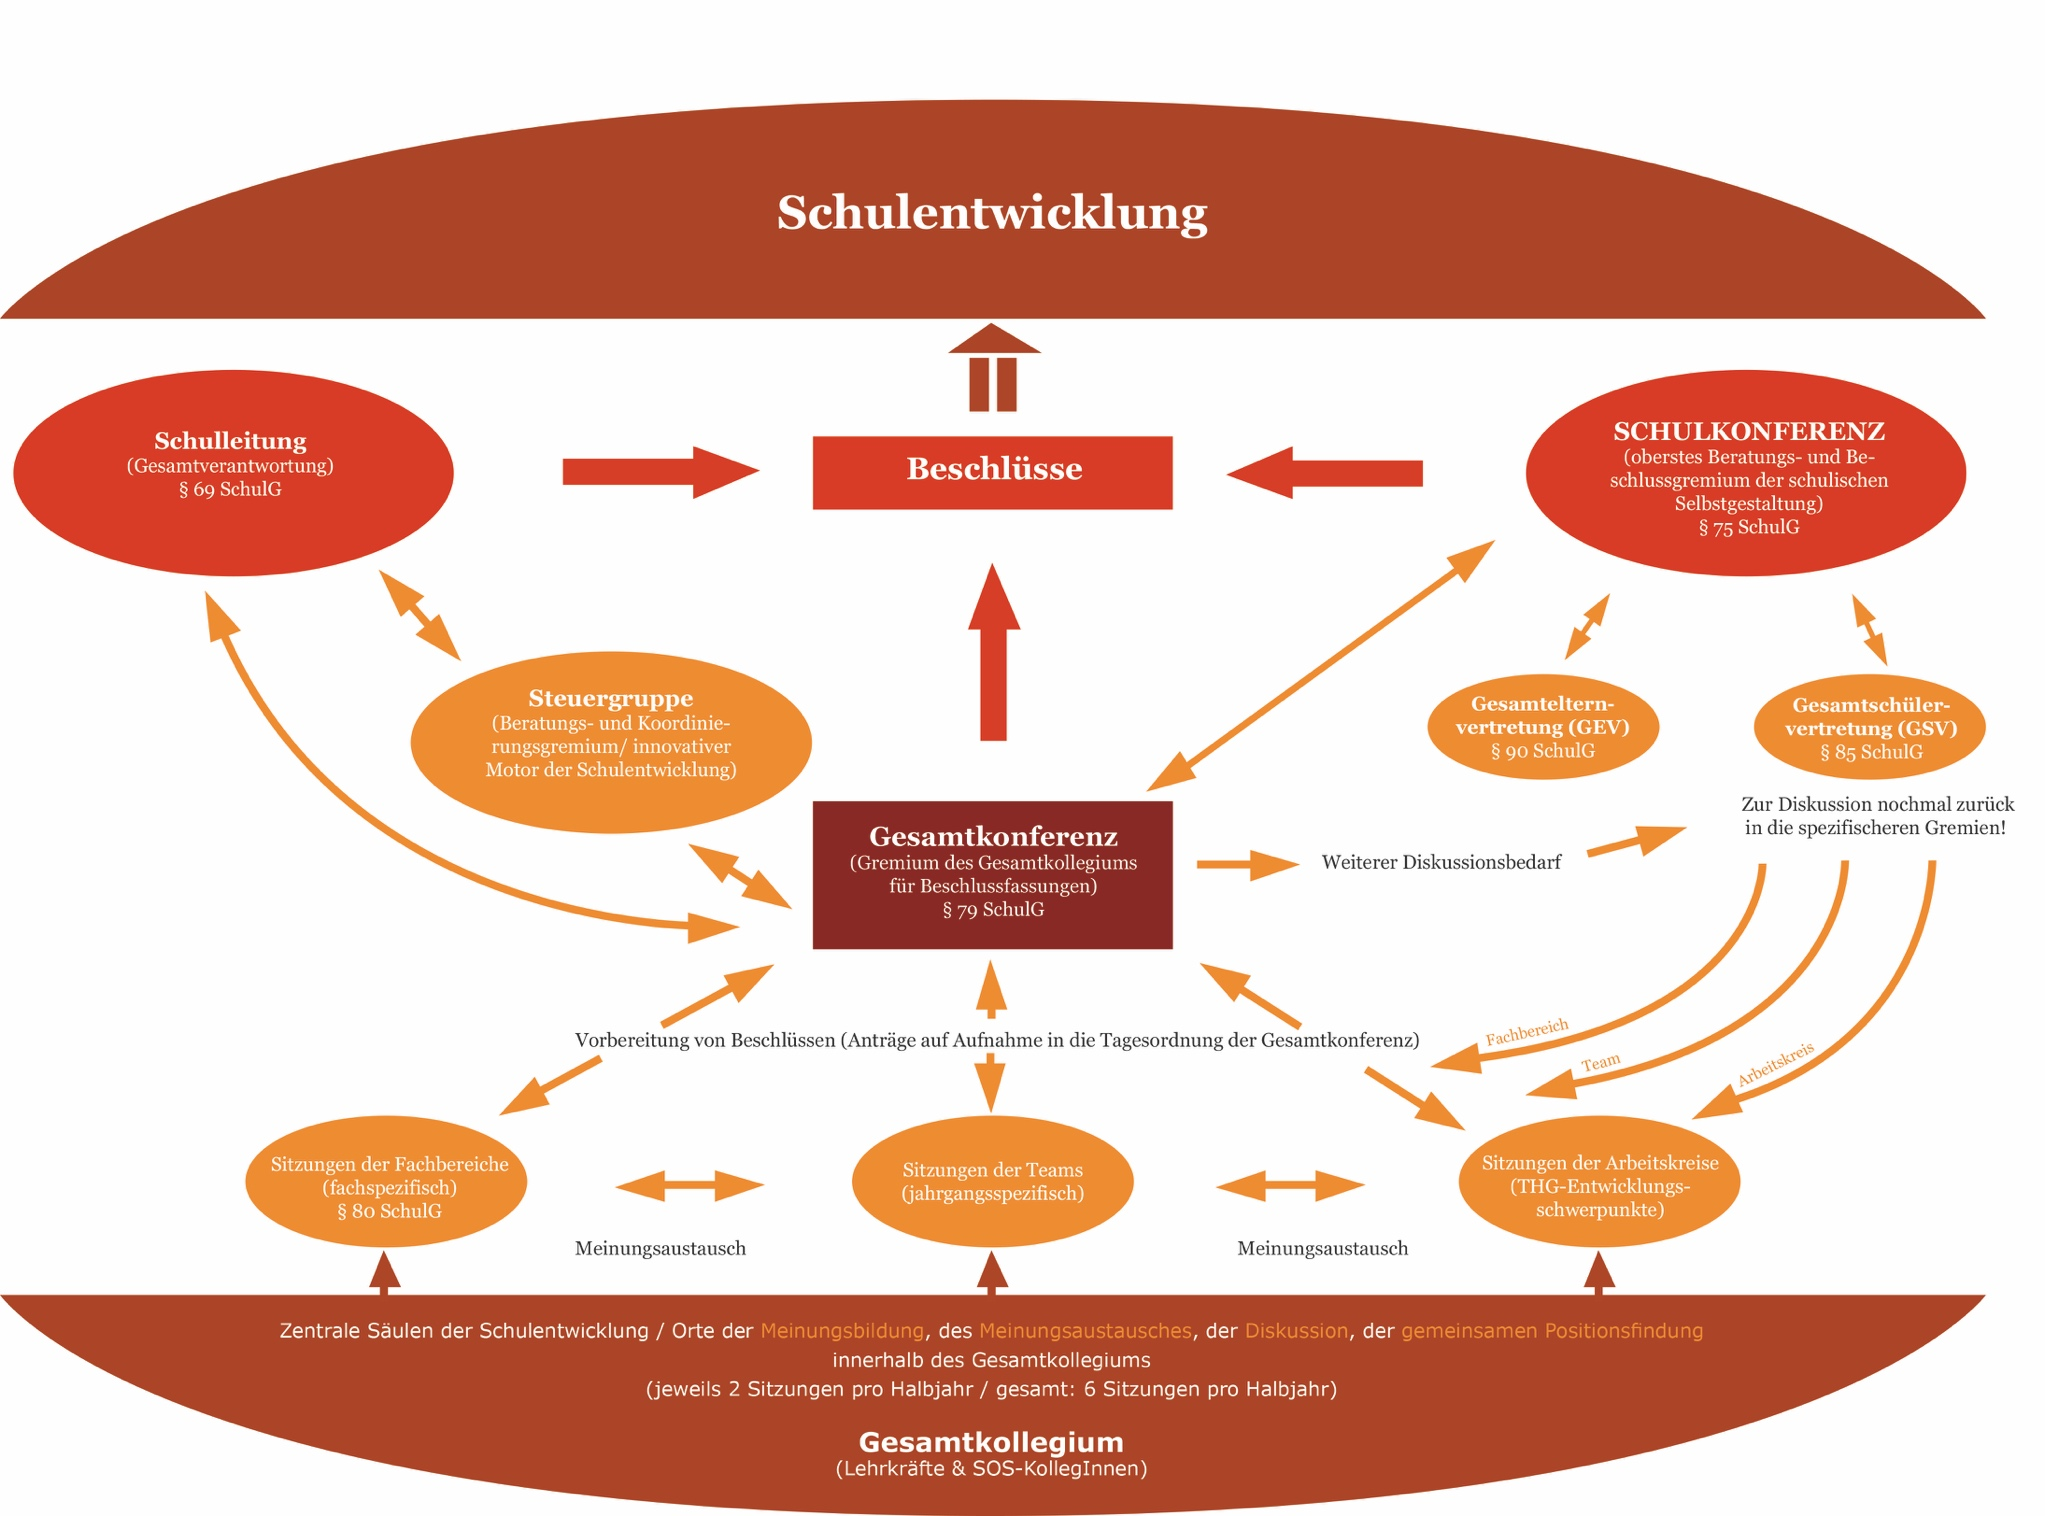 Schulentwicklung
Schulleitung
(Gesamtverantwortung)
§ 69 SchulG
Beschlüsse
SCHULKONFERENZ
(oberstes Beratungs- und Be-
schlussgremium der schulischen
Selbstgestaltung)
§ 75 SchulG
Steuergruppe
(Beratungs- und Koordinie-
rungsgremium/ innovativer
Motor der Schulentwicklung)
Gesamteltern-
vertretung (GEV)
§ 90 SchulG
Gesamtschüler-
vertretung (GSV)
§ 85 SchulG
Gesamtkonferenz
(Gremium des Gesamtkollegiums
für Beschlussfassungen)
§ 79 SchulG
Weiterer Diskussionsbedarf
Zur Diskussion nochmal zurück
in die spezifischeren Gremien!
Fachbereich
Team
Arbeitskreis
Vorbereitung von Beschlüssen (Anträge auf Aufnahme in die Tagesordnung der Gesamtkonferenz)
Sitzungen der Fachbereiche
(fachspezifisch)
§ 80 SchulG
Meinungsaustausch
Sitzungen der Teams
(jahrgangsspezifisch)
Meinungsaustausch
Sitzungen der Arbeitskreise
(THG-Entwicklungs-
schwerpunkte)
Zentrale Säulen der Schulentwicklung / Orte der Meinungsbildung, des Meinungsaustausches, der Diskussion, der gemeinsamen Positionsfindung
innerhalb des Gesamtkollegiums
(jeweils 2 Sitzungen pro Halbjahr / gesamt: 6 Sitzungen pro Halbjahr)
Gesamtkollegium
(Lehrkräfte & SOS-KollegInnen)